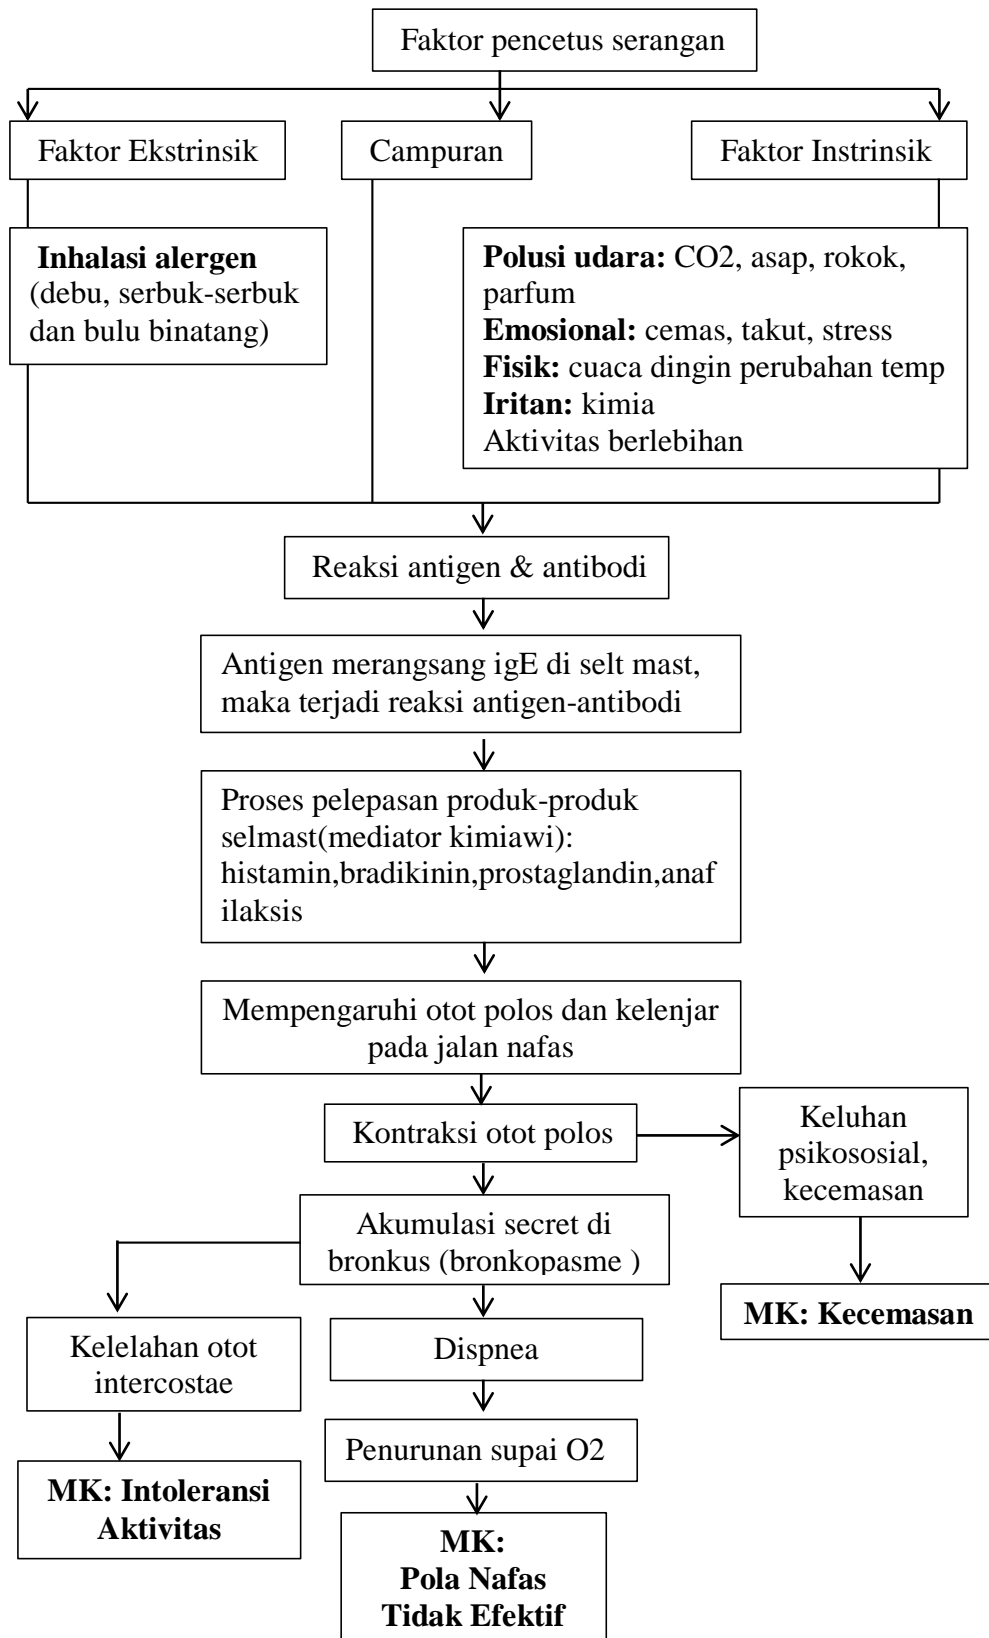 Faktor pencetus serangan
Faktor Ekstrinsik
Campuran
Faktor Instrinsik
Inhalasi alergen
(debu, serbuk-serbuk
dan bulu binatang)
Polusi udara: CO2, asap, rokok,
parfum
Emosional: cemas, takut, stress
Fisik: cuaca dingin perubahan temp
Iritan: kimia
Aktivitas berlebihan
Reaksi antigen & antibodi
Antigen merangsang igE di selt mast,
maka terjadi reaksi antigen-antibodi
Proses pelepasan produk-produk
selmast(mediator kimiawi):
histamin,bradikinin,prostaglandin,anaf
ilaksis
Mempengaruhi otot polos dan kelenjar
pada jalan nafas
Kontraksi otot polos
Keluhan
psikososial,
kecemasan
Akumulasi secret di
bronkus (bronkopasme )
MK: Kecemasan
Kelelahan otot
intercostae
Dispnea
Penurunan supai O2
MK: Intoleransi
Aktivitas
MK:
Pola Nafas
Tidak Efektif